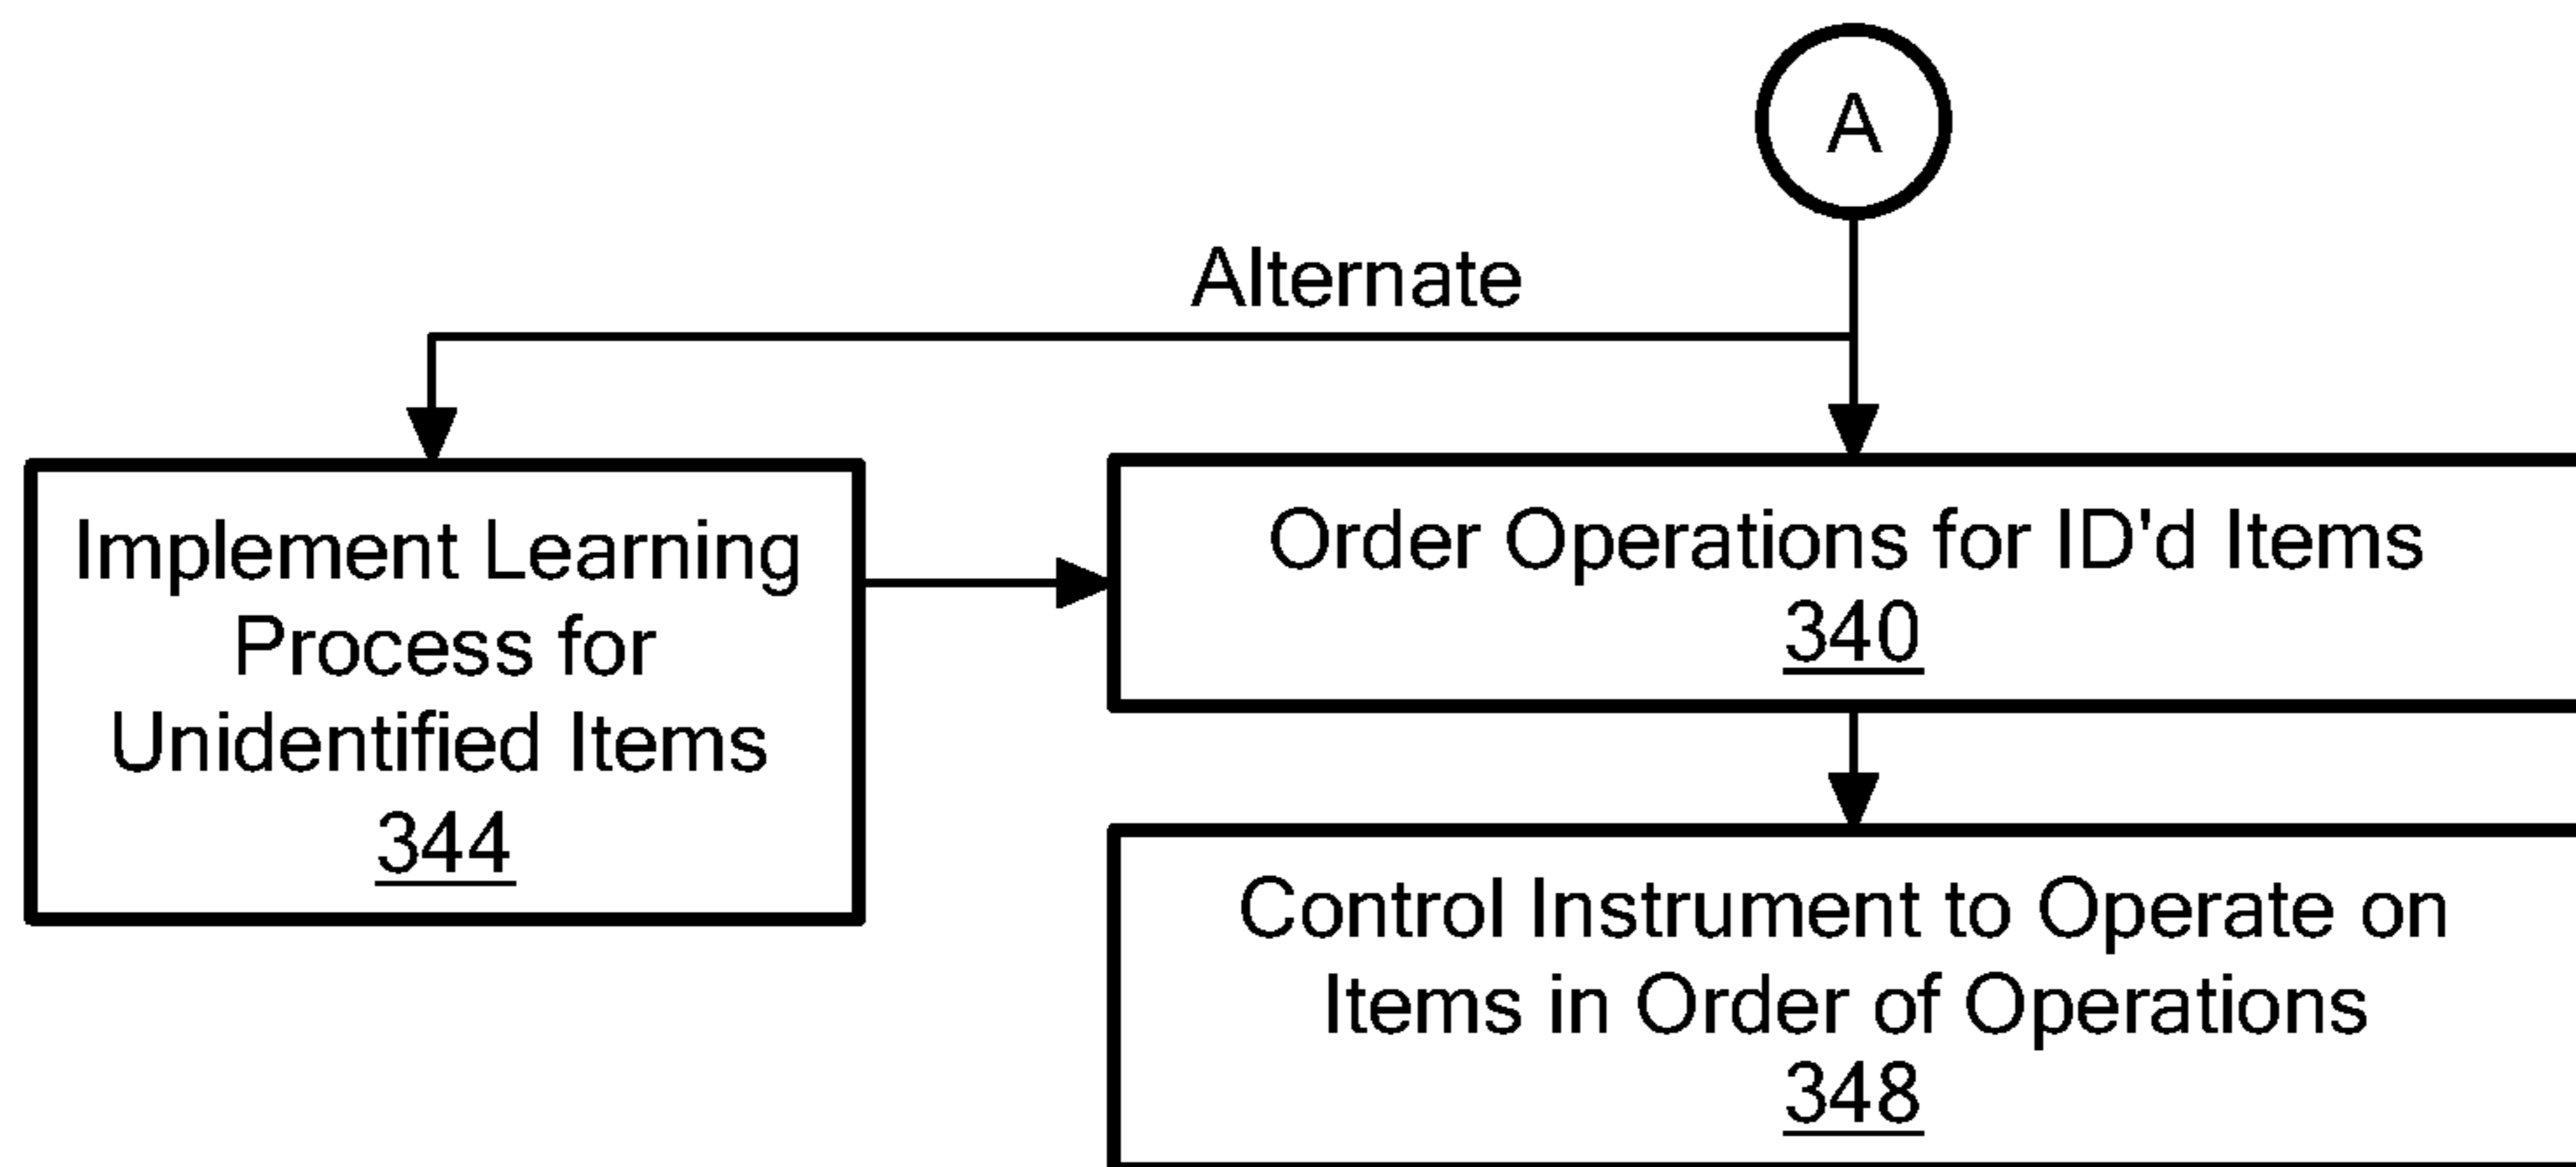 A
Alternate
Implement Learning
Process for
Unidentified Items
344
Order Operations for ID'd Items
340
Control Instrument to Operate on
Items in Order of Operations
348